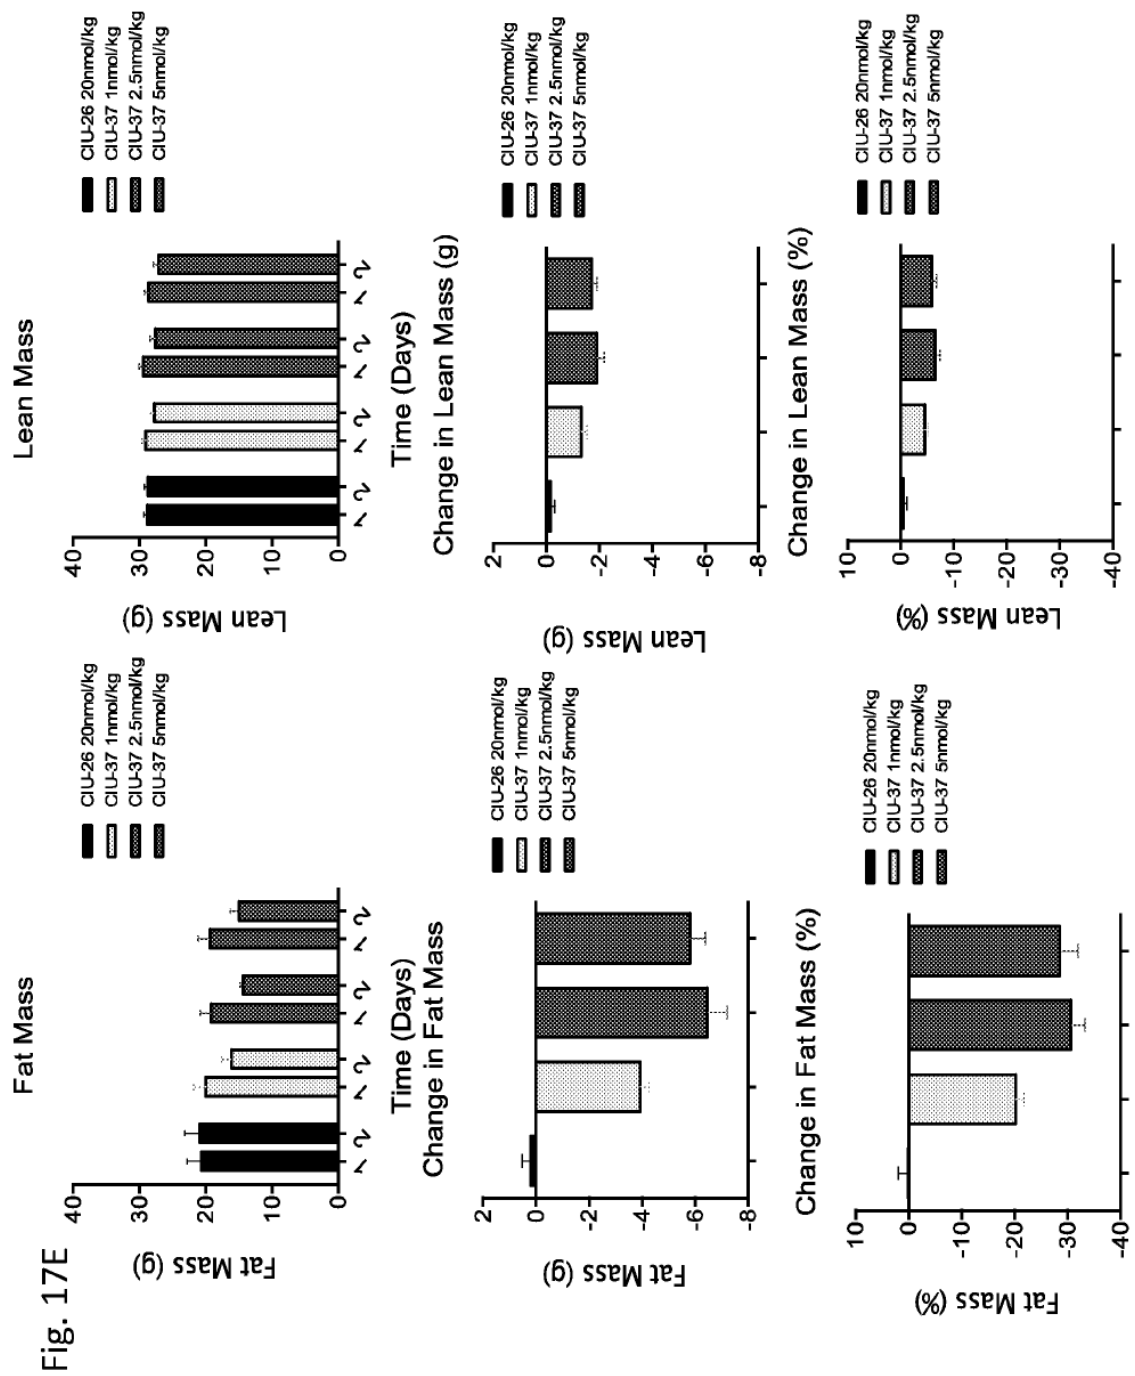 Fig. 17E
Fat Mass
Fat Mass (g)
40
30
20
10
0
1 2 1 2 1 2 1 2
Time (Days)
CIU-26 20nmol/kg
CIU-37 1nmol/kg
CIU-37 2.5nmol/kg
CIU-37 5nmol/kg
Lean Mass
Lean Mass (g)
40
30
20
10
0
1 2 1 2 1 2 1 2
Time (Days)
CIU-26 20nmol/kg
CIU-37 1nmol/kg
CIU-37 2.5nmol/kg
CIU-37 5nmol/kg
Change in Fat Mass
Fat Mass (g)
2
0
-2
-4
-6
-8
CIU-26 20nmol/kg
CIU-37 1nmol/kg
CIU-37 2.5nmol/kg
CIU-37 5nmol/kg
Change in Lean Mass (g)
Lean Mass (g)
2
0
-2
-4
-6
-8
CIU-26 20nmol/kg
CIU-37 1nmol/kg
CIU-37 2.5nmol/kg
CIU-37 5nmol/kg
Change in Fat Mass (%)
Fat Mass (%)
10
0
-10
-20
-30
-40
CIU-26 20nmol/kg
CIU-37 1nmol/kg
CIU-37 2.5nmol/kg
CIU-37 5nmol/kg
Change in Lean Mass (%)
Lean Mass (%)
10
0
-10
-20
-30
-40
CIU-26 20nmol/kg
CIU-37 1nmol/kg
CIU-37 2.5nmol/kg
CIU-37 5nmol/kg